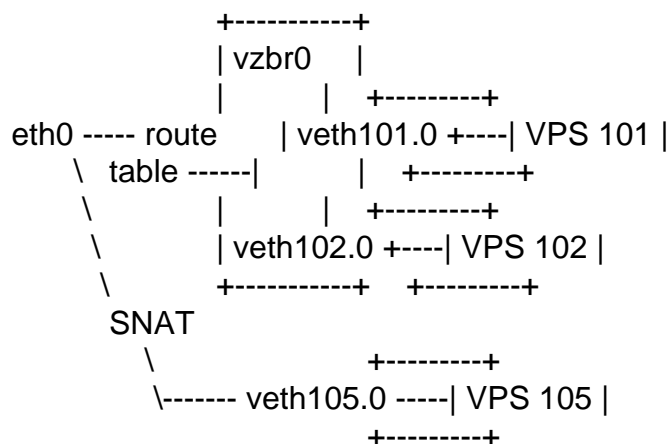 +-----------+
| vzbr0 |
| | +---------+
eth0 ----- route | veth101.0 +----| VPS 101 |
\ table ------| | +---------+
\ | | +---------+
\ | veth102.0 +----| VPS 102 |
\ +-----------+ +---------+
SNAT
\ +---------+
\------- veth105.0 -----| VPS 105 |
+---------+